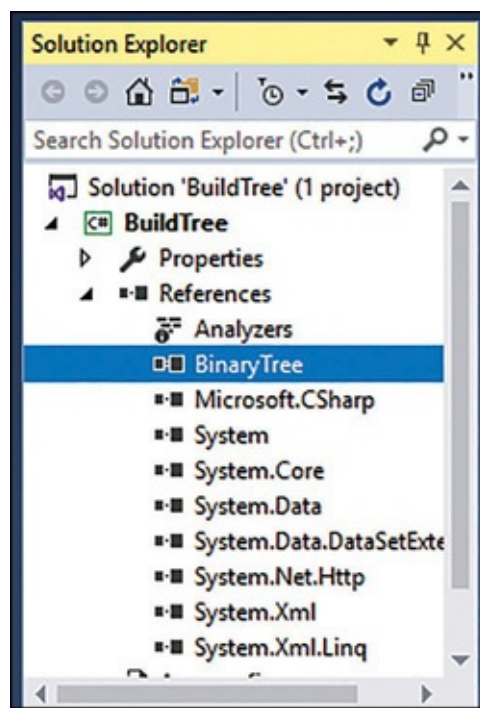 Solution Explorer
Search Solution Explorer (Ctrl+;)
Solution 'BuildTree' (1 project)
C# BuildTree
Properties
References
Analyzers
BinaryTree
Microsoft.CSharp
System
System.Core
System.Data
System.Data.DataSetExte
System.Net.Http
System.Xml
System.Xml.Linq